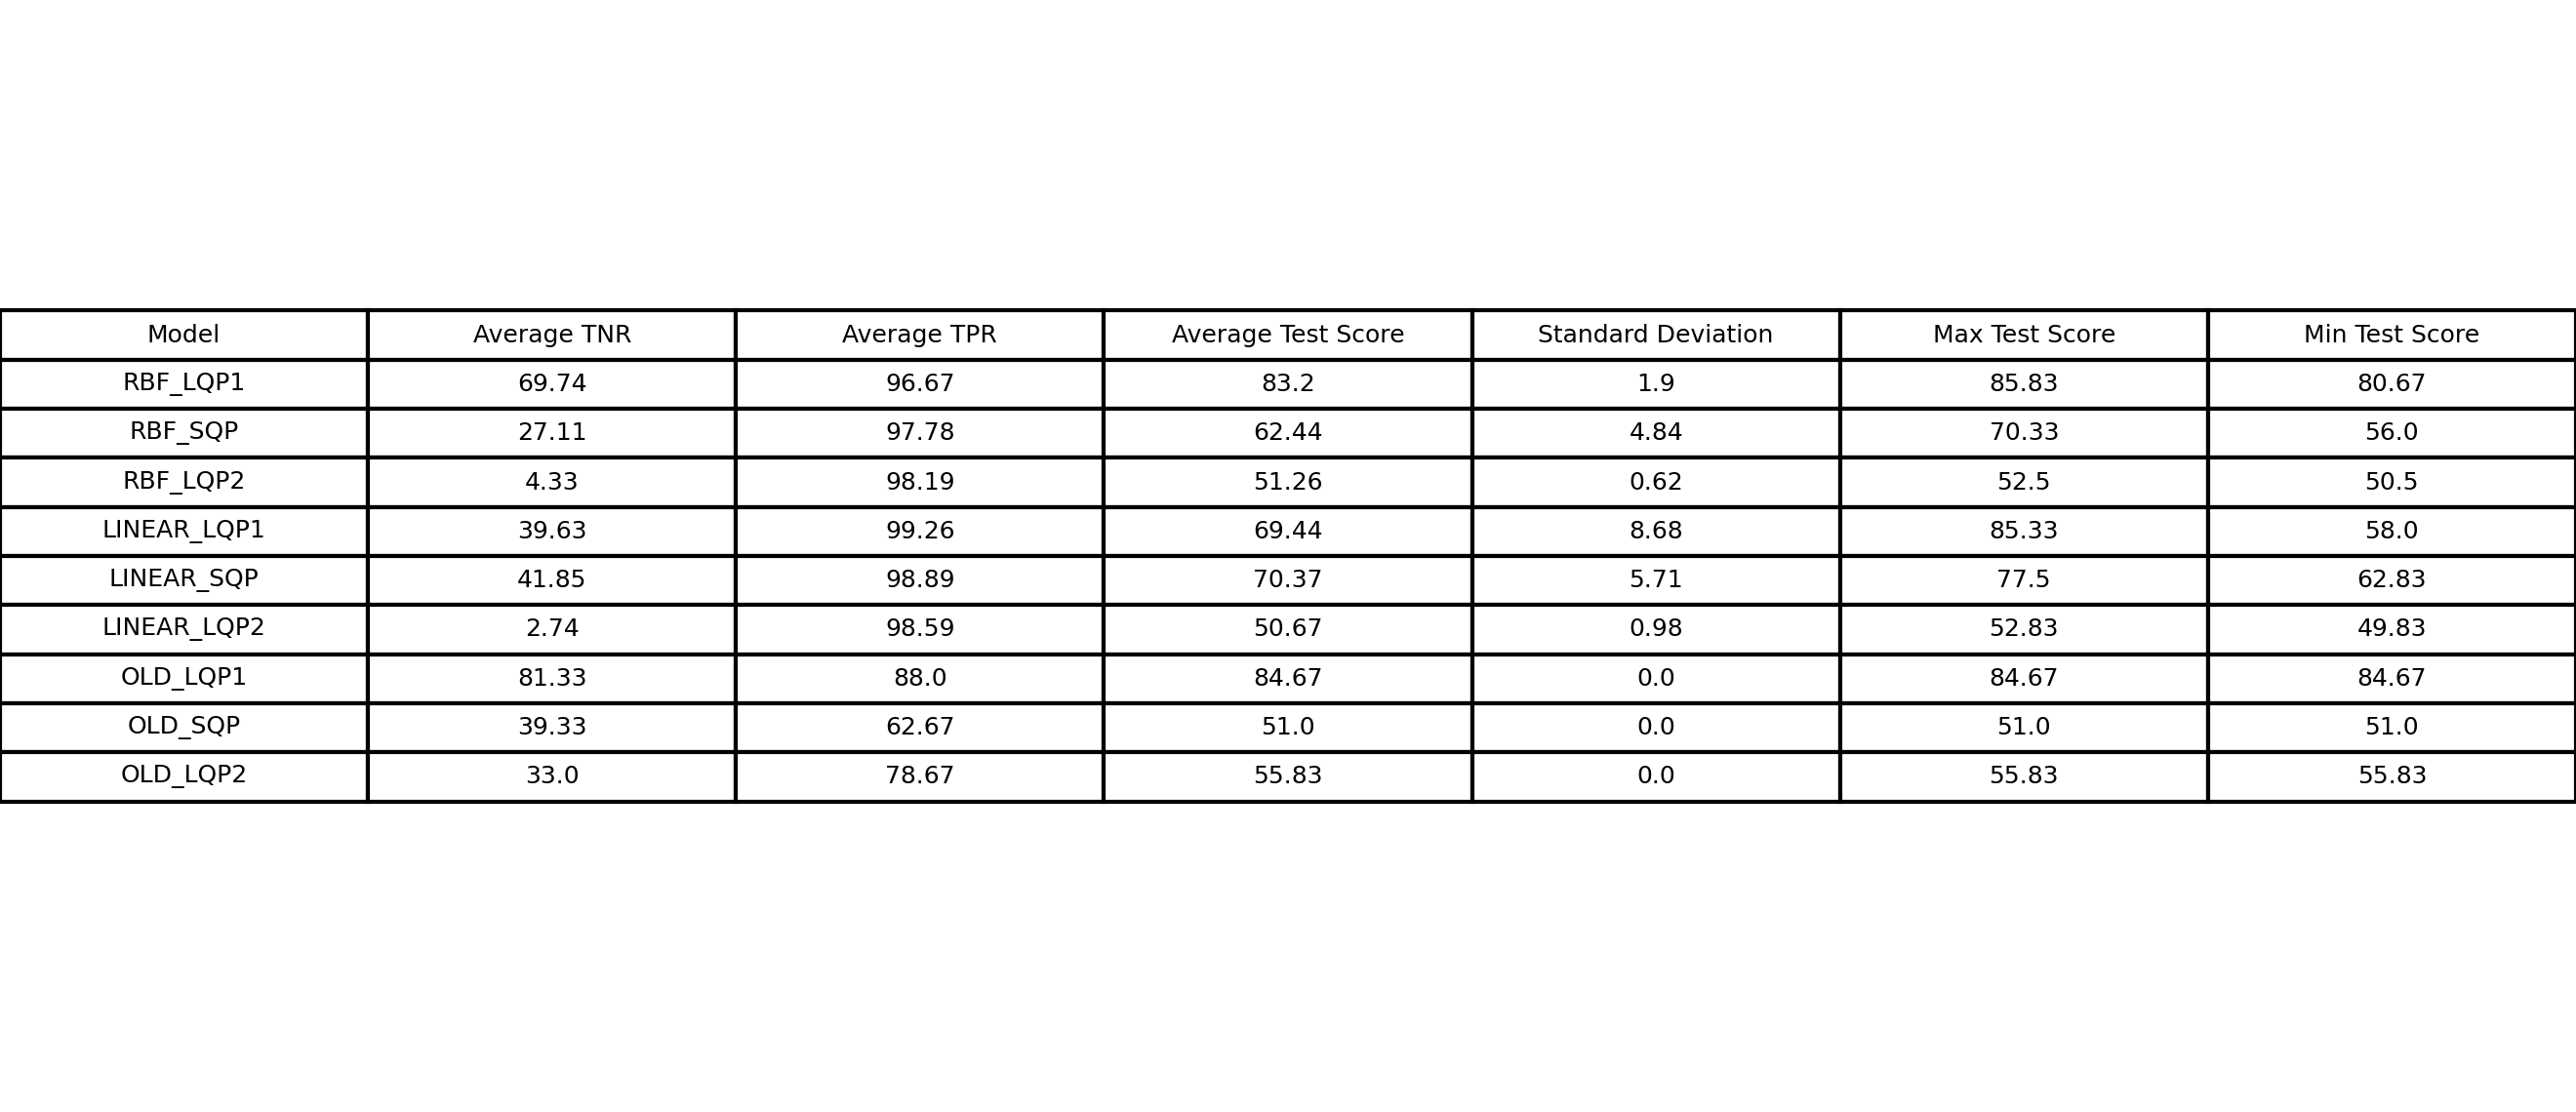 Model Average TNR Average TPR Average Test Score Standard Deviation Max Test Score Min Test Score
RBF_LQP1 69.74 96.67 83.2 1.9 85.83 80.67
RBF_SQP 27.11 97.78 62.44 4.84 70.33 56.0
RBF_LQP2 4.33 98.19 51.26 0.62 52.5 50.5
LINEAR_LQP1 39.63 99.26 69.44 8.68 85.33 58.0
LINEAR_SQP 41.85 98.89 70.37 5.71 77.5 62.83
LINEAR_LQP2 2.74 98.59 50.67 0.98 52.83 49.83
OLD_LQP1 81.33 88.0 84.67 0.0 84.67 84.67
OLD_SQP 39.33 62.67 51.0 0.0 51.0 51.0
OLD_LQP2 33.0 78.67 55.83 0.0 55.83 55.83